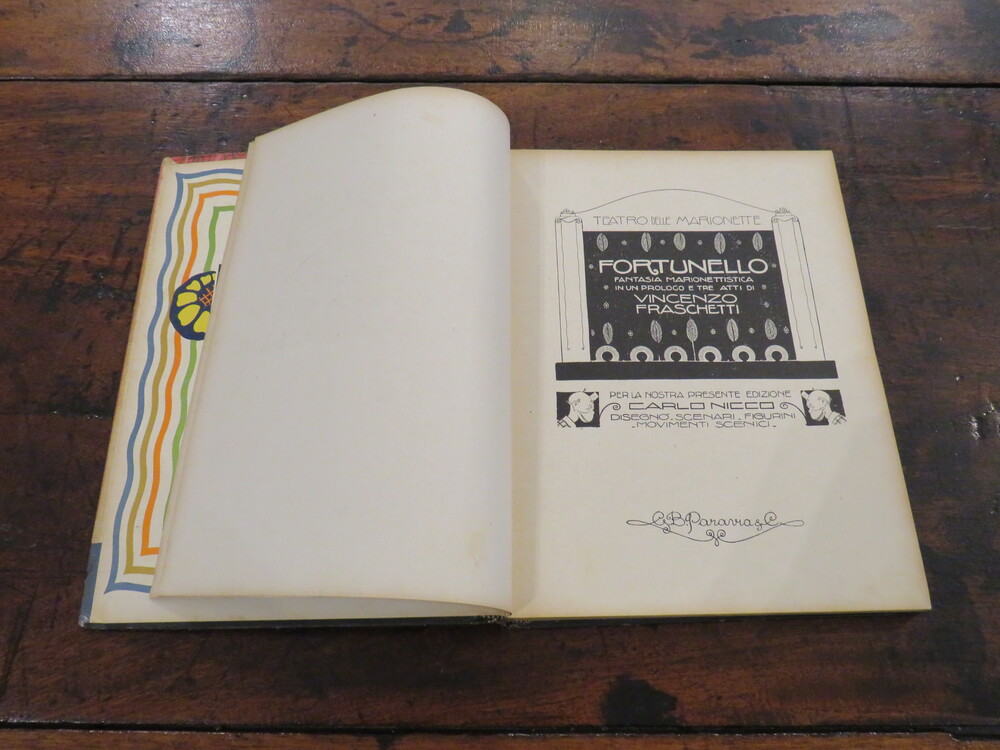 TEATRO DELLE MARIONETTE
FORTUNELLO
FANTASIA MARIONETTISTICA
IN UN PROLOGO E TRE ATTI DI
VINCENZO
FRASCHETTI
PER LA NOSTRA PRESENTE EDIZIONE
CARLO NICCO
DISEGNÒ. SCENARI. FIGURINI
.MOVIMENTI SCENICI.
G.B. Paravia & C.